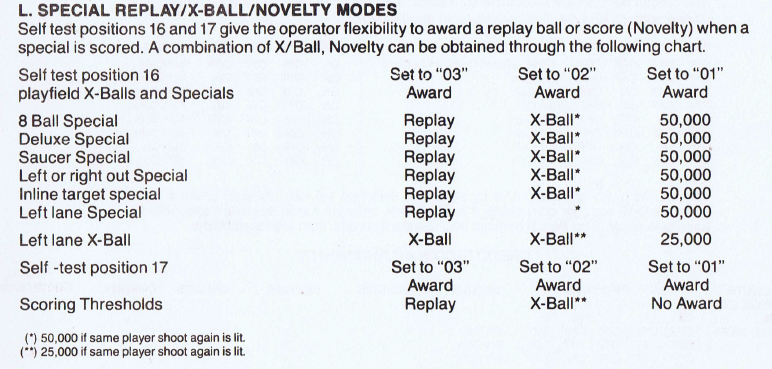 L. SPECIAL REPLAY/X-BALL/NOVELTY MODES
Self test positions 16 and 17 give the operator flexibility to award a replay ball or score (Novelty) when a
special is scored. A combination of X/Ball, Novelty can be obtained through the following chart.
Self test position 16 Set to “03” Set to “02” Set to “01”
playfield X-Balls and Specials Award Award Award
8 Ball Special Replay X-Ball* 50,000
Deluxe Special Replay X-Ball* 50,000
Saucer Special Replay X-Ball* 50,000
Left or right out Special Replay X-Ball* 50,000
Inline target special Replay X-Ball* 50,000
Left lane Special Replay * 50,000
Left lane X-Ball X-Ball X-Ball** 25,000
Self -test position 17 Set to “03” Set to “02” Set to “01”
Award Award Award
Scoring Thresholds Replay X-Ball** No Award
(*) 50,000 if same player shoot again is lit.
(**) 25,000 if same player shoot again is lit.